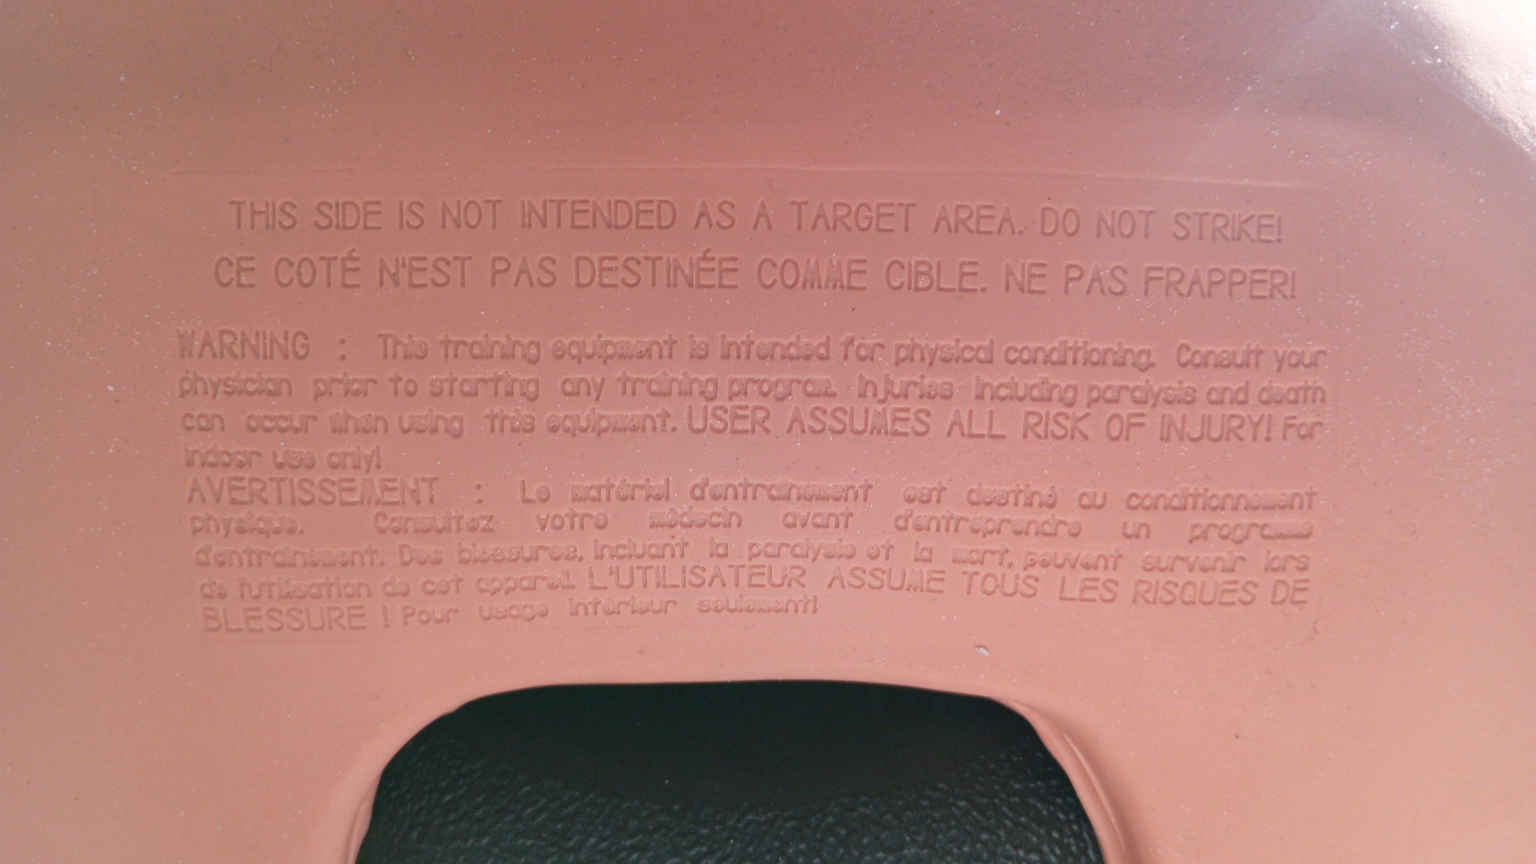 THIS SIDE IS NOT INTENDED AS A TARGET AREA. DO NOT STRIKE!
CE COTÉ N'EST PAS DESTINÉE COMME CIBLE. NE PAS FRAPPER!
WARNING : This training equipment is intended for physical conditioning. Consult your
physician prior to starting any training program. Injuries including paralysis and death
can occur when using this equipment. USER ASSUMES ALL RISK OF INJURY! For
indoor use only!
AVERTISSEMENT : Le matériel d'entrainement est destiné au conditionnement
physique. Consultez votre médecin avant d'entreprendre un programme
d'entrainement. Des blessures, incluant la paralysie et la mort, peuvent survenir lors
de l'utilisation de cet appareil. L'UTILISATEUR ASSUME TOUS LES RISQUES DE
BLESSURE ! Pour usage intérieur seulement!